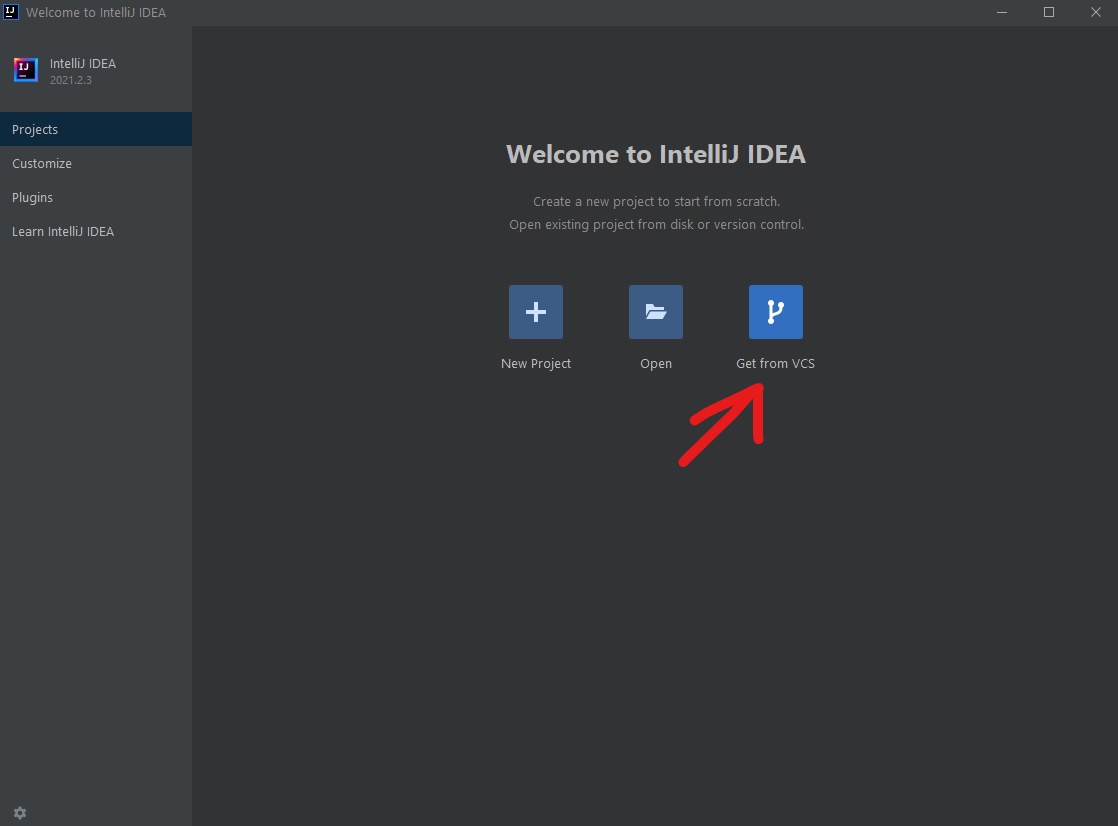 Welcome to IntelliJ IDEA
IntelliJ IDEA
2021.2.3
Projects
Customize
Plugins
Learn IntelliJ IDEA
Welcome to IntelliJ IDEA
Create a new project to start from scratch.
Open existing project from disk or version control.
New Project
Open
Get from VCS